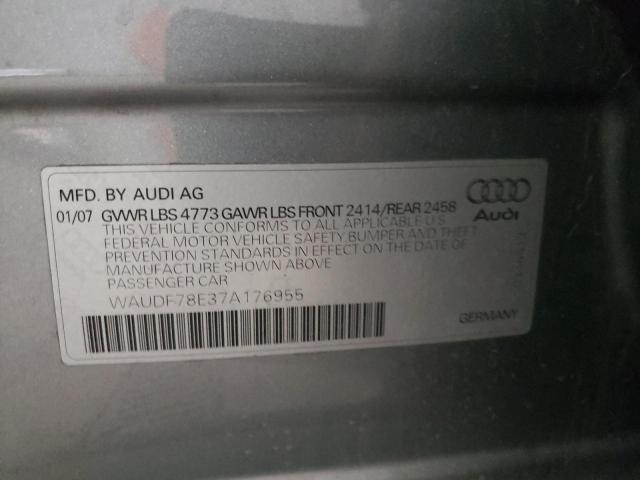 MFD. BY AUDI AG
01/07 GVWR LBS 4773 GAWR LBS FRONT 2414/REAR 2458
THIS VEHICLE CONFORMS TO ALL APPLICABLE U.S.
FEDERAL MOTOR VEHICLE SAFETY BUMPER AND THEFT
PREVENTION STANDARDS IN EFFECT ON THE DATE OF
MANUFACTURE SHOWN ABOVE
PASSENGER CAR
WAUDF78E37A176955
Audi
GERMANY